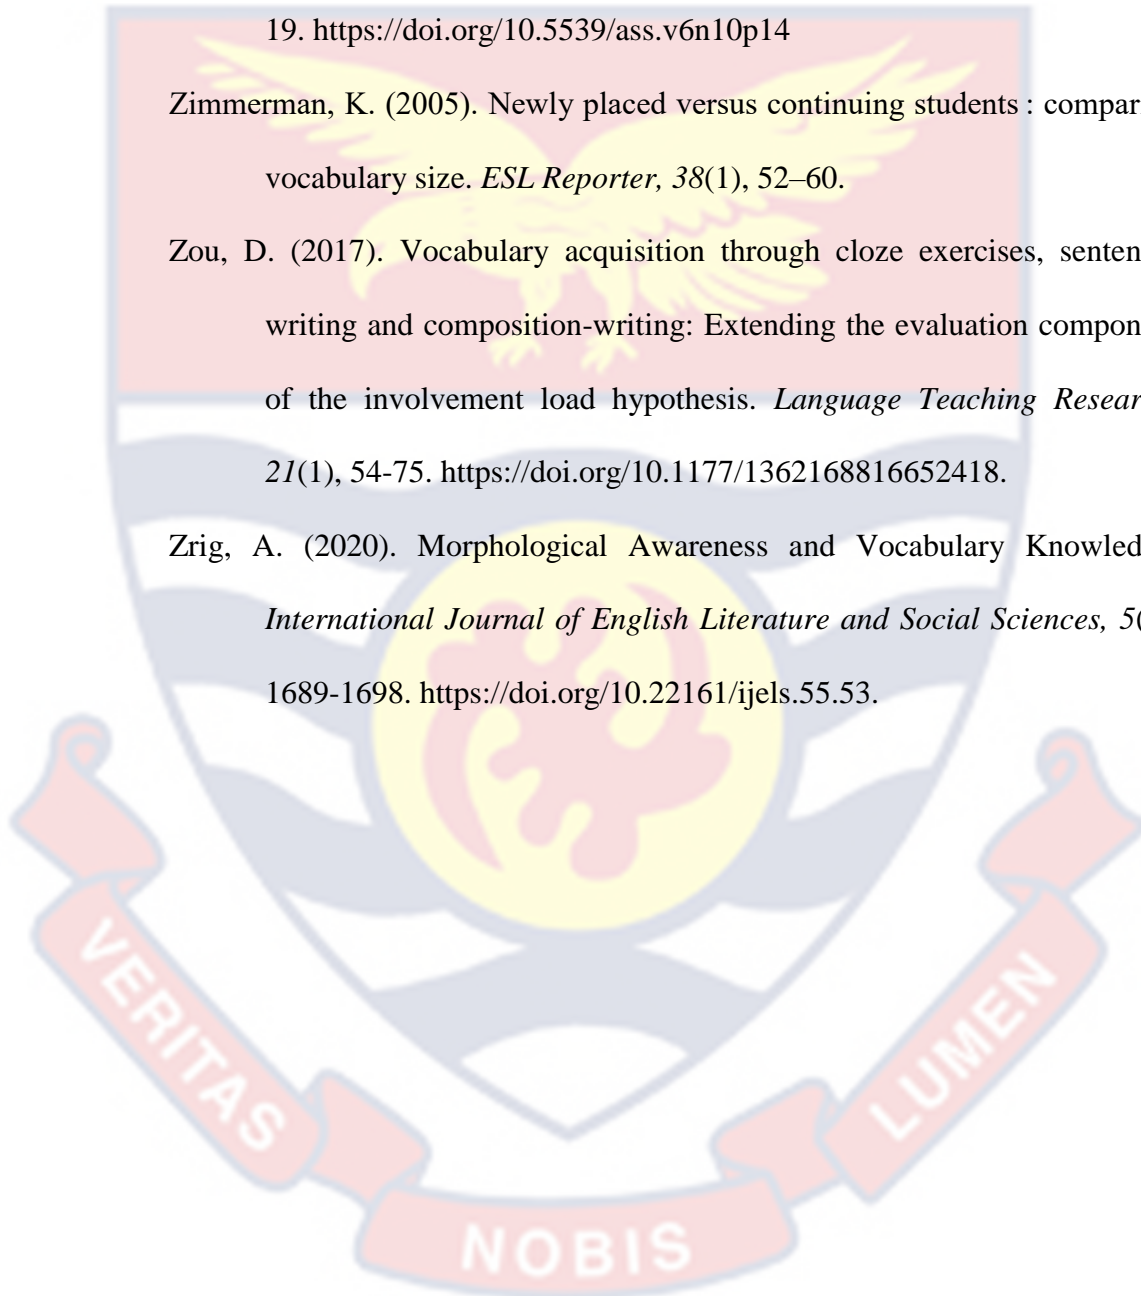 19. https://doi.org/10.5539/ass.v6n10p14
Zimmerman, K. (2005). Newly placed versus continuing students : compar
vocabulary size. ESL Reporter, 38(1), 52–60.
Zou, D. (2017). Vocabulary acquisition through cloze exercises, senten
writing and composition-writing: Extending the evaluation compon
of the involvement load hypothesis. Language Teaching Resear
21(1), 54-75. https://doi.org/10.1177/1362168816652418.
Zrig, A. (2020). Morphological Awareness and Vocabulary Knowled
International Journal of English Literature and Social Sciences, 5(
1689-1698. https://doi.org/10.22161/ijels.55.53.
VERITAS
NOBIS
LUMEN